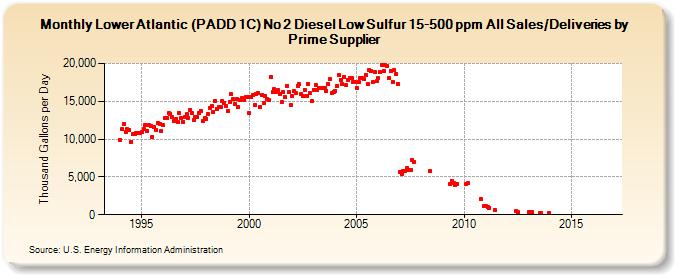 Monthly Lower Atlantic (PADD 1C) No 2 Diesel Low Sulfur 15-500 ppm All Sales/Deliveries by
Prime Supplier
Thousand Gallons per Day
20,000
15,000
10,000
5,000
0
1995
2000
2005
2010
2015
Source: U.S. Energy Information Administration